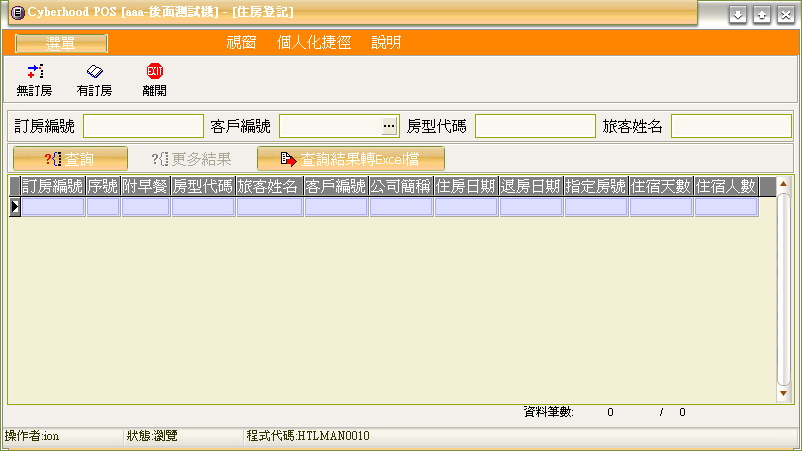 Cyberhood POS [aaa-後面測試機] - [住房登記]
選單 視窗 個人化捷徑 說明
無訂房 有訂房 離開
訂房編號 客戶編號 ... 房型代碼 旅客姓名
查詢 更多結果 查詢結果轉Excel檔
訂房編號 序號 附早餐 房型代碼 旅客姓名 客戶編號 公司簡稱 住房日期 退房日期 指定房號 住宿天數 住宿人數
資料筆數: 0 / 0
操作者:ion 狀態:瀏覽 程式代碼:HTLMAN0010